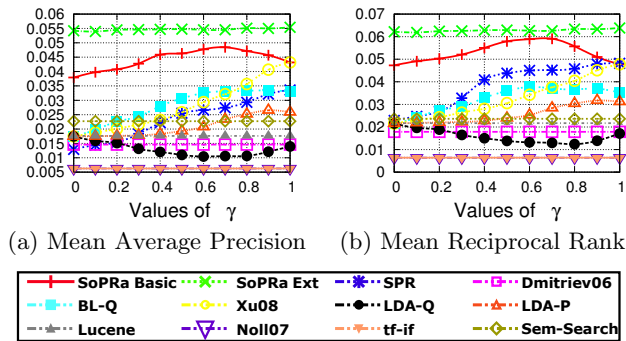 0.06
0.055
0.05
0.045
0.04
0.035
0.03
0.025
0.02
0.015
0.01
0.005
0 0.2 0.4 0.6 0.8 1
Values of γ
(a) Mean Average Precision
0.07
0.06
0.05
0.04
0.03
0.02
0.01
0
0 0.2 0.4 0.6 0.8 1
Values of γ
(b) Mean Reciprocal Rank
SoPRa Basic SoPRa Ext SPR Dmitriev06
BL-Q Xu08 LDA-Q LDA-P
Lucene Noll07 tf-if Sem-Search